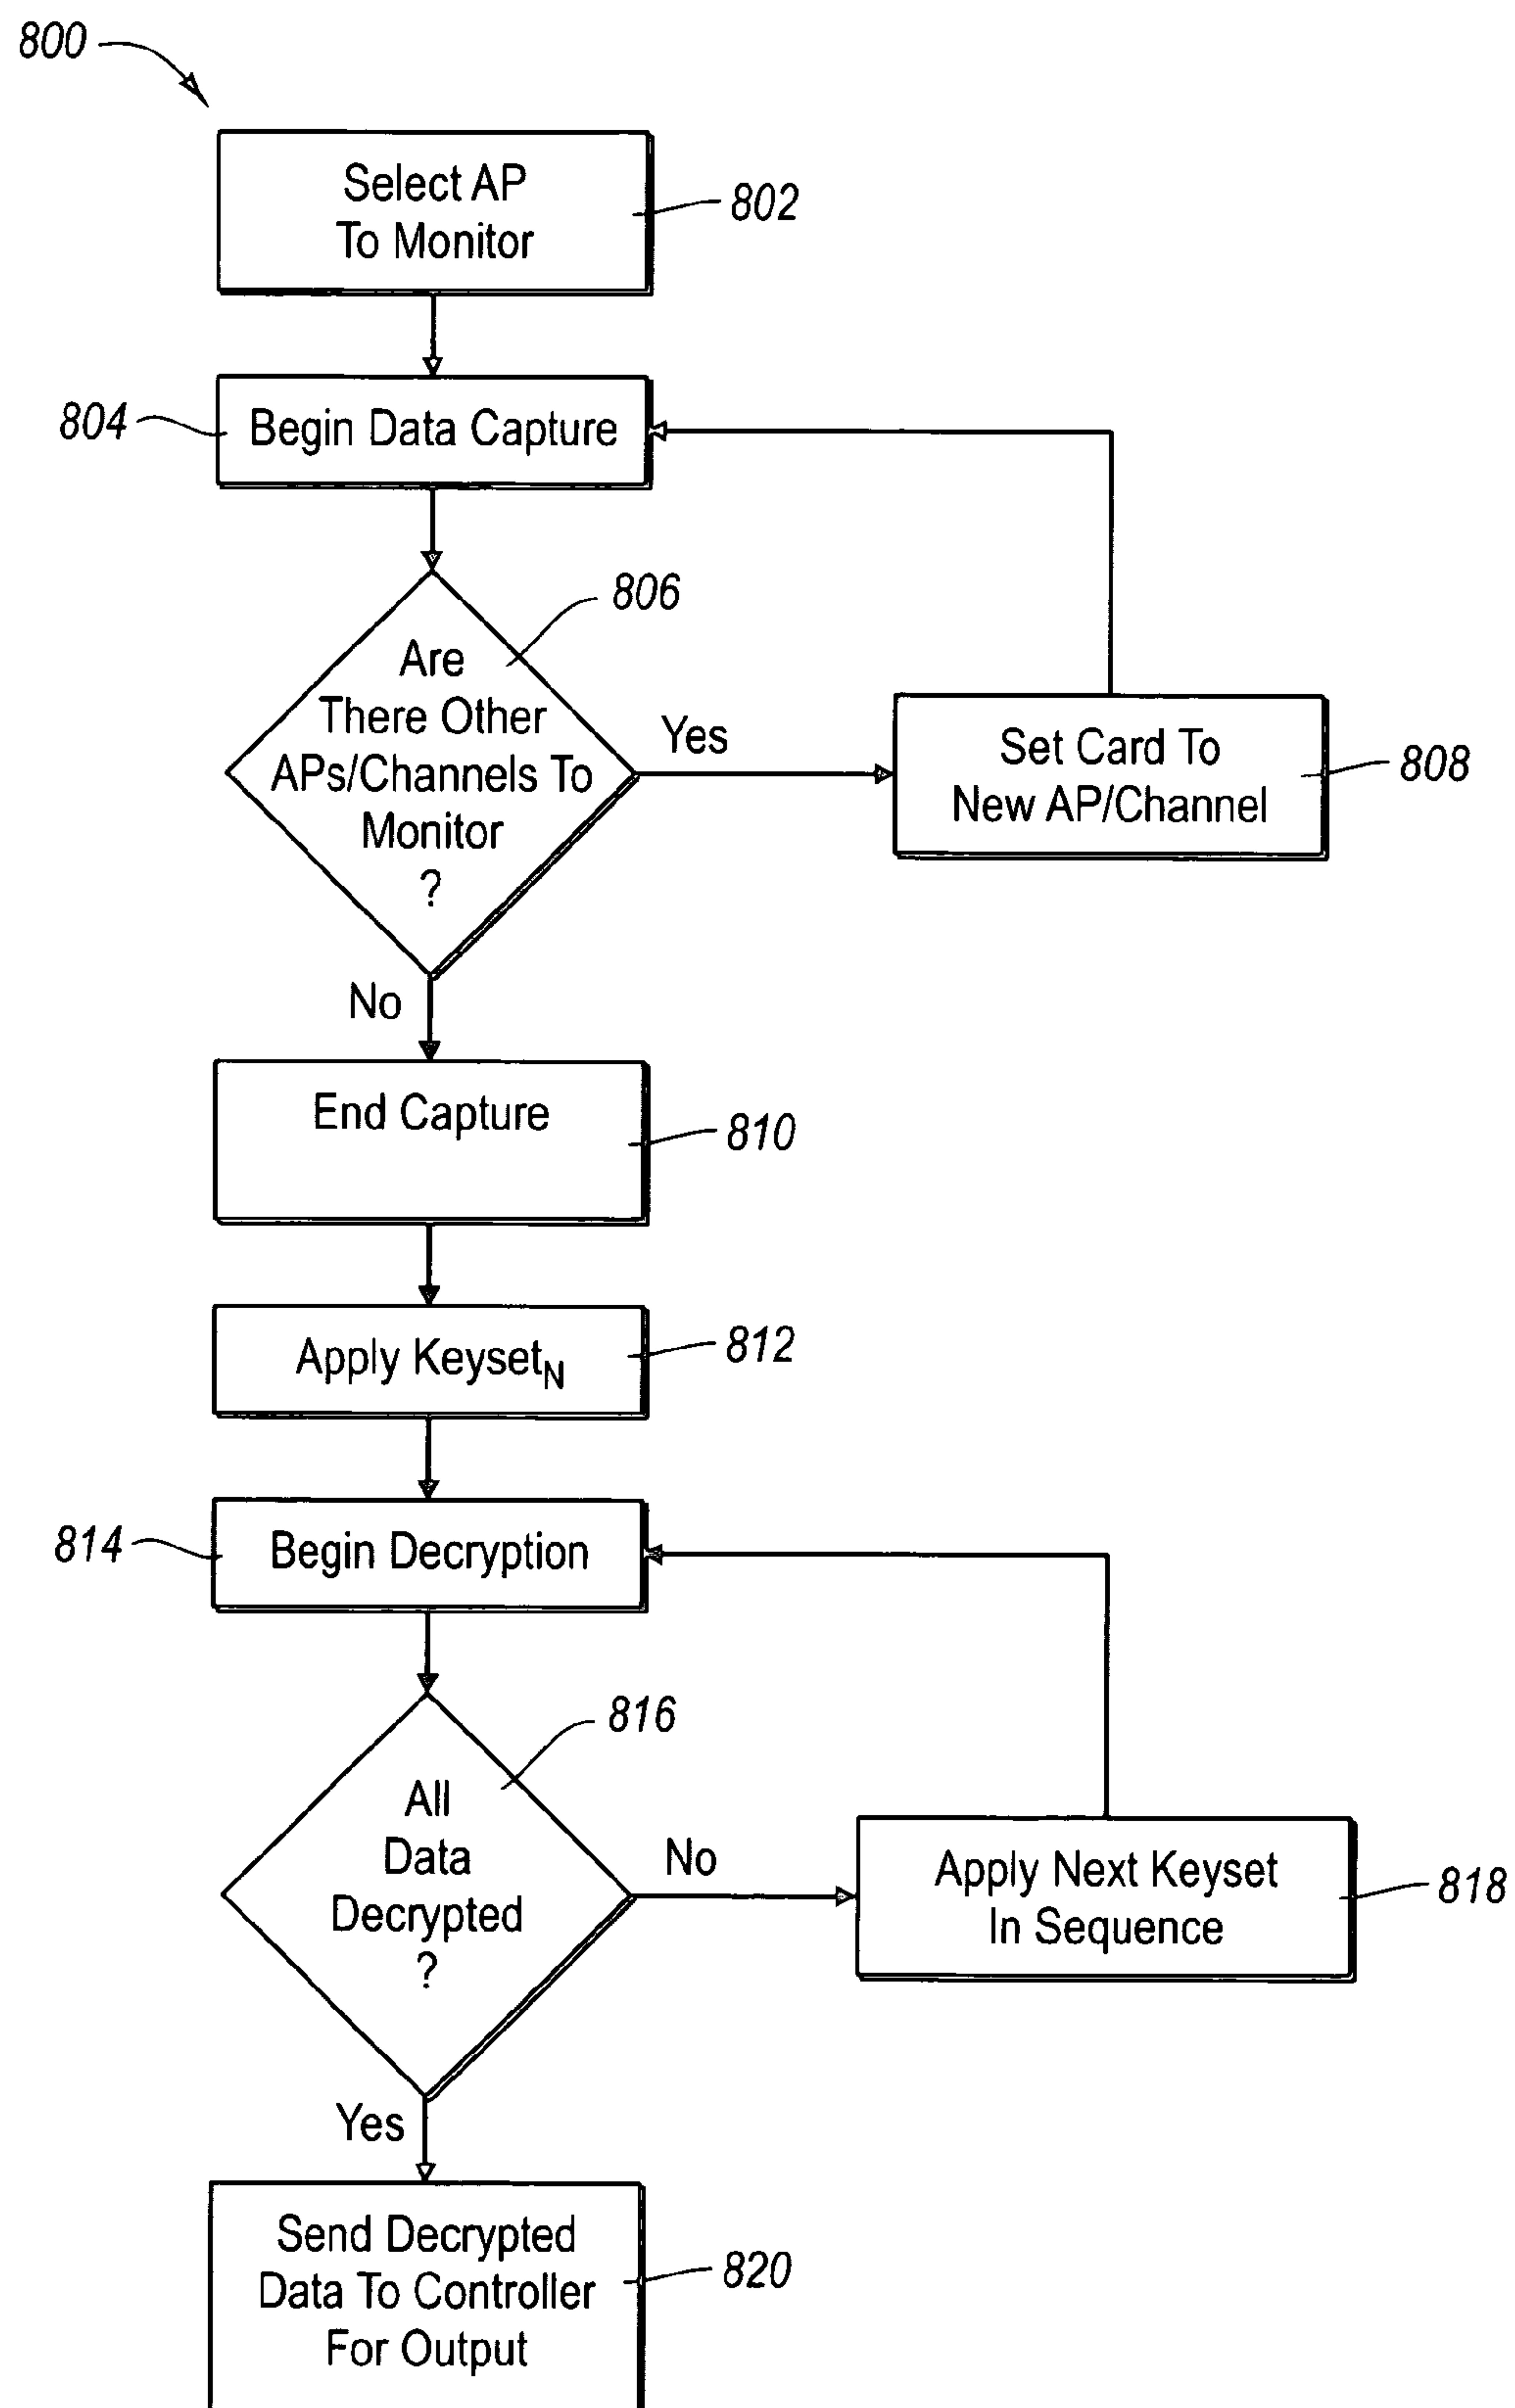 800
Select AP
To Monitor
802
804
Begin Data Capture
806
Are
There Other
APs/Channels To
Monitor
?
Yes
Set Card To
New AP/Channel
808
No
End Capture
810
Apply KeysetN
812
814
Begin Decryption
816
All
Data
Decrypted
?
No
Apply Next Keyset
In Sequence
818
Yes
Send Decrypted
Data To Controller
For Output
820